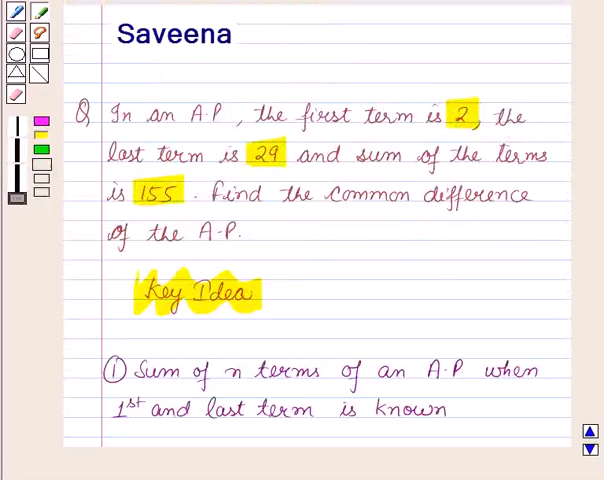 Saveena
Q In an A.P, the first term is 2, the
last term is 29 and sum of the terms
is 155. Find the common difference
of the A.P.
Key Idea
① Sum of n terms of an A.P when
1st and last term is known